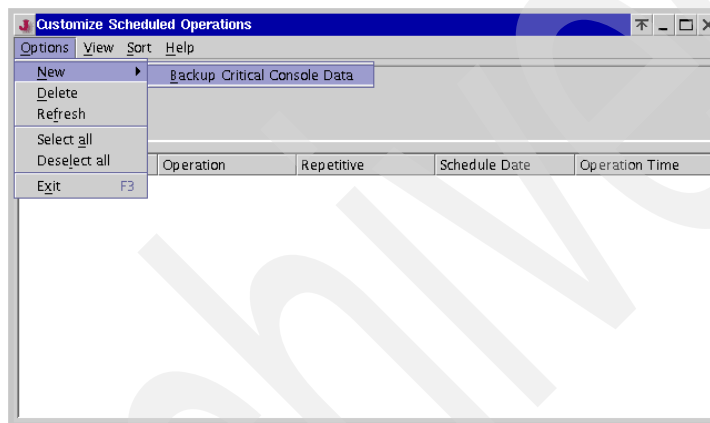 Customize Scheduled Operations
Options View Sort Help
New Backup Critical Console Data
Delete
Refresh
Select all
Deselect all
Exit F3
Operation Repetitive Schedule Date Operation Time